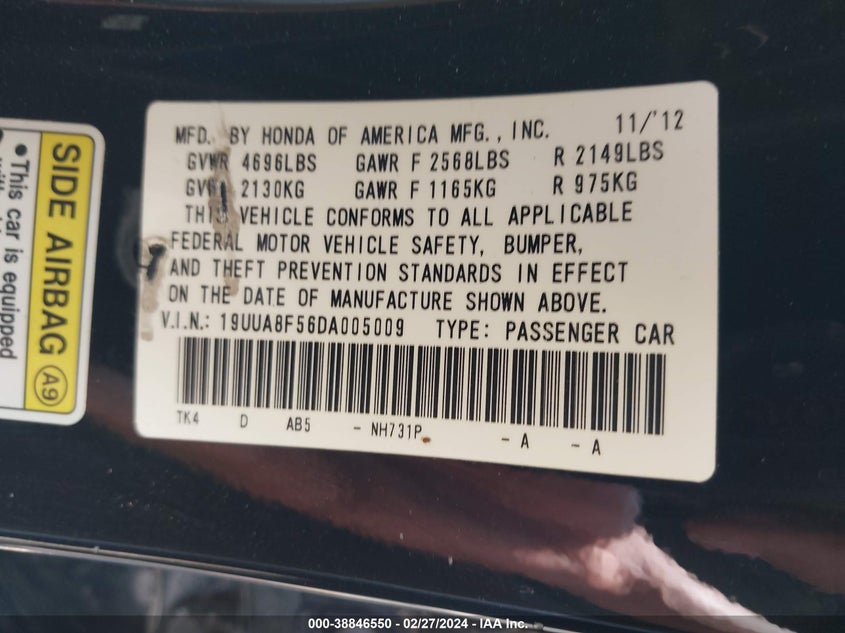 MFD. BY HONDA OF AMERICA MFG., INC. 11/'12
GVWR 4696LBS GAWR F 2568LBS R 2149LBS
2130KG GAWR F 1165KG R 975KG
THIS VEHICLE CONFORMS TO ALL APPLICABLE
FEDERAL MOTOR VEHICLE SAFETY, BUMPER,
AND THEFT PREVENTION STANDARDS IN EFFECT
ON THE DATE OF MANUFACTURE SHOWN ABOVE.
V.I.N.: 19UUA8F56DA005009 TYPE: PASSENGER CAR
TK4 D AB5 - NH731P - A - A
SIDE AIRBAG A9
•This car is equipped
000-38846550 - 02/27/2024 - IAA Inc.